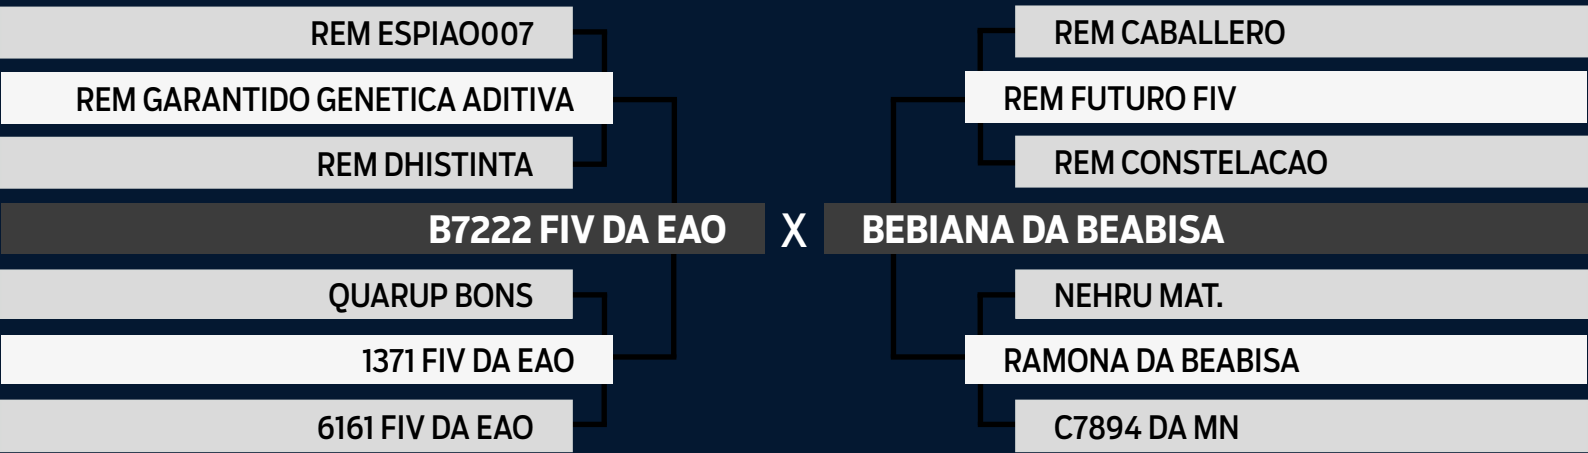 REM ESPIAO007
REM GARANTIDO GENETICA ADITIVA
REM DHISTINTA
B7222 FIV DA EAO
QUARUP BONS
1371 FIV DA EAO
6161 FIV DA EAO
X
REM CABALLERO
REM FUTURO FIV
REM CONSTELACAO
BEBIANA DA BEABISA
NEHRU MAT.
RAMONA DA BEABISA
C7894 DA MN